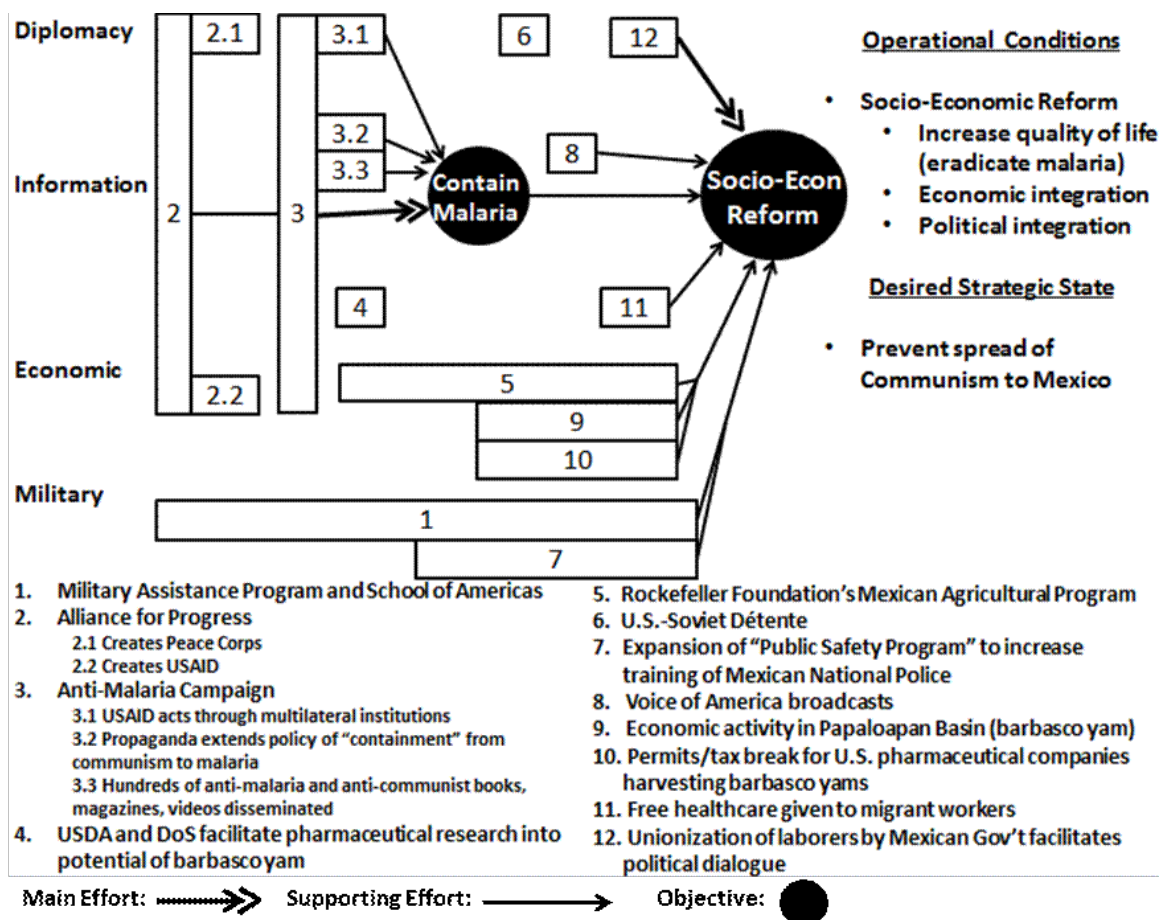 Diplomacy
2.1
3.1
6
12
Operational Conditions
• Socio-Economic Reform
• Increase quality of life
(eradicate malaria)
• Economic integration
• Political integration
Desired Strategic State
• Prevent spread of
Communism to Mexico
3.2
3.3
8
Information
2
3
Contain
Malaria
Socio-Econ
Reform
4
11
Economic
2.2
5
9
10
Military
1
7
1. Military Assistance Program and School of Americas
2. Alliance for Progress
2.1 Creates Peace Corps
2.2 Creates USAID
3. Anti-Malaria Campaign
3.1 USAID acts through multilateral institutions
3.2 Propaganda extends policy of "containment" from
communism to malaria
3.3 Hundreds of anti-malaria and anti-communist books,
magazines, videos disseminated
4. USDA and DoS facilitate pharmaceutical research into
potential of barbasco yam
5. Rockefeller Foundation's Mexican Agricultural Program
6. U.S.-Soviet Détente
7. Expansion of "Public Safety Program" to increase
training of Mexican National Police
8. Voice of America broadcasts
9. Economic activity in Papaloapan Basin (barbasco yam)
10. Permits/tax break for U.S. pharmaceutical companies
harvesting barbasco yams
11. Free healthcare given to migrant workers
12. Unionization of laborers by Mexican Gov't facilitates
political dialogue
Main Effort: Supporting Effort: Objective: